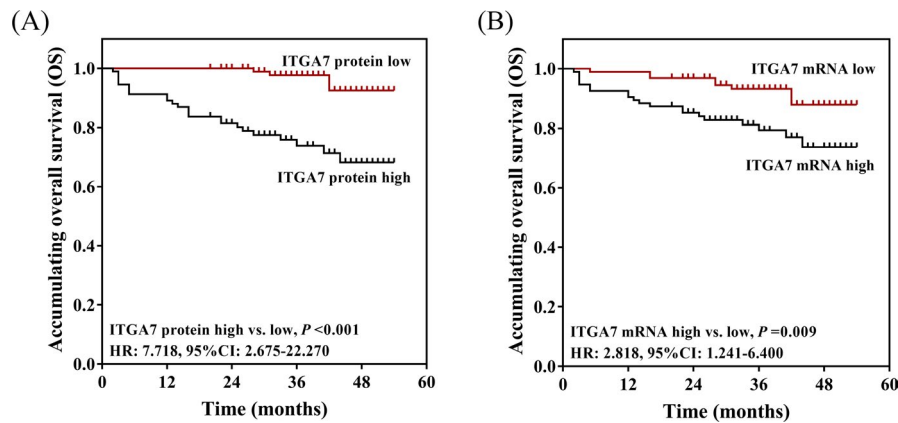 (A)
Accumulating overall survival (OS)
1.0
0.8
0.6
0.4
0.2
0.0
ITGA7 protein low
ITGA7 protein high
ITGA7 protein high vs. low, P <0.001
HR: 7.718, 95%CI: 2.675-22.270
0 12 24 36 48 60
Time (months)
(B)
Accumulating overall survival (OS)
1.0
0.8
0.6
0.4
0.2
0.0
ITGA7 mRNA low
ITGA7 mRNA high
ITGA7 mRNA high vs. low, P =0.009
HR: 2.818, 95%CI: 1.241-6.400
0 12 24 36 48 60
Time (months)